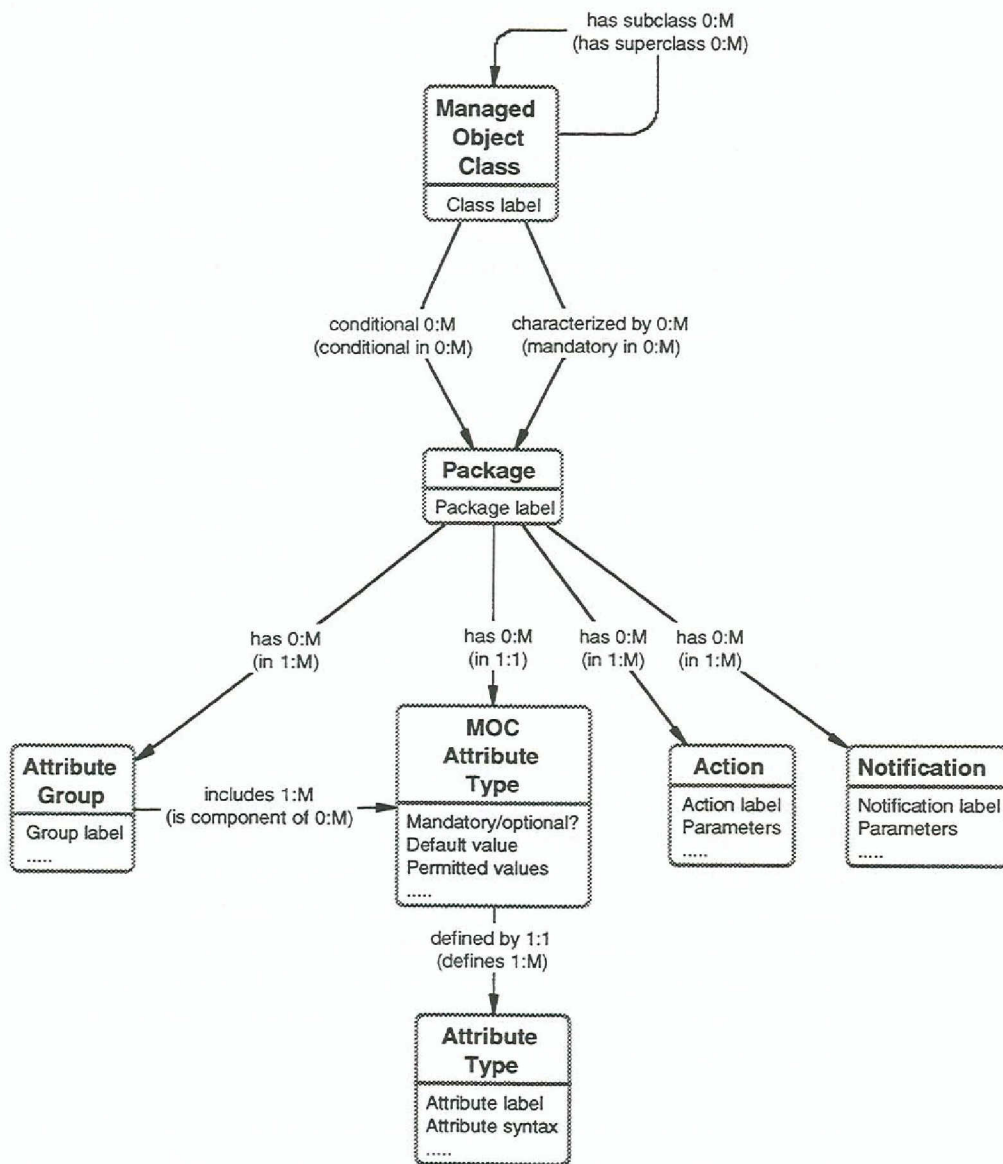 has subclass 0:M
(has superclass 0:M)
Managed
Object
Class
Class label
conditional 0:M
(conditional in 0:M)
characterized by 0:M
(mandatory in 0:M)
Package
Package label
has 0:M
(in 1:M)
has 0:M
(in 1:1)
has 0:M
(in 1:M)
has 0:M
(in 1:M)
Attribute
Group
Group label
.....
includes 1:M
(is component of 0:M)
MOC
Attribute
Type
Mandatory/optional?
Default value
Permitted values
.....
Action
Action label
Parameters
.....
Notification
Notification label
Parameters
.....
defined by 1:1
(defines 1:M)
Attribute
Type
Attribute label
Attribute syntax
.....